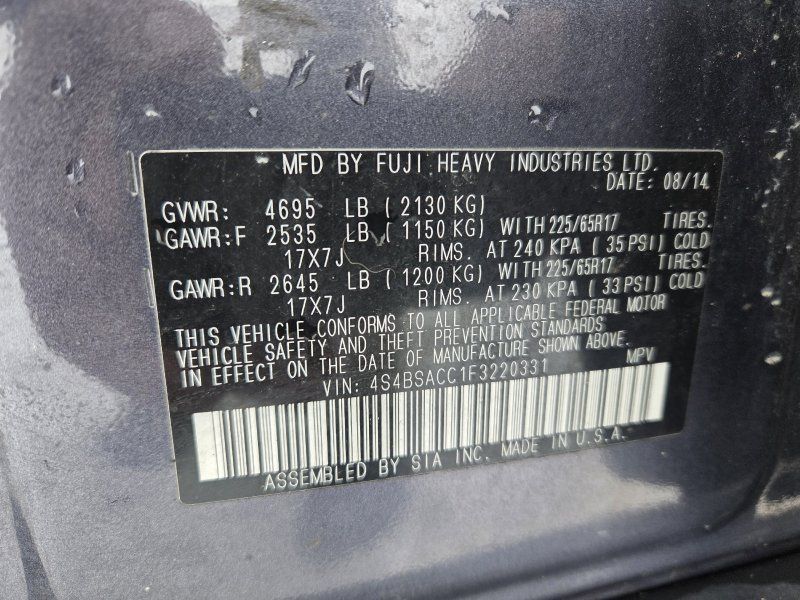 MFD BY FUJI HEAVY INDUSTRIES LTD.
DATE: 08/14
GVWR: 4695 LB ( 2130 KG)
GAWR:F 2535 LB ( 1150 KG) WITH 225/65R17 TIRES.
17X7J RIMS. AT 240 KPA ( 35 PSI) COLD
GAWR:R 2645 LB ( 1200 KG) WITH 225/65R17 TIRES.
17X7J RIMS. AT 230 KPA ( 33 PSI) COLD
THIS VEHICLE CONFORMS TO ALL APPLICABLE FEDERAL MOTOR
VEHICLE SAFETY AND THEFT PREVENTION STANDARDS
IN EFFECT ON THE DATE OF MANUFACTURE SHOWN ABOVE.
VIN: 4S4BSACC1F3220331 MPV
ASSEMBLED BY SIA INC. MADE IN U.S.A.